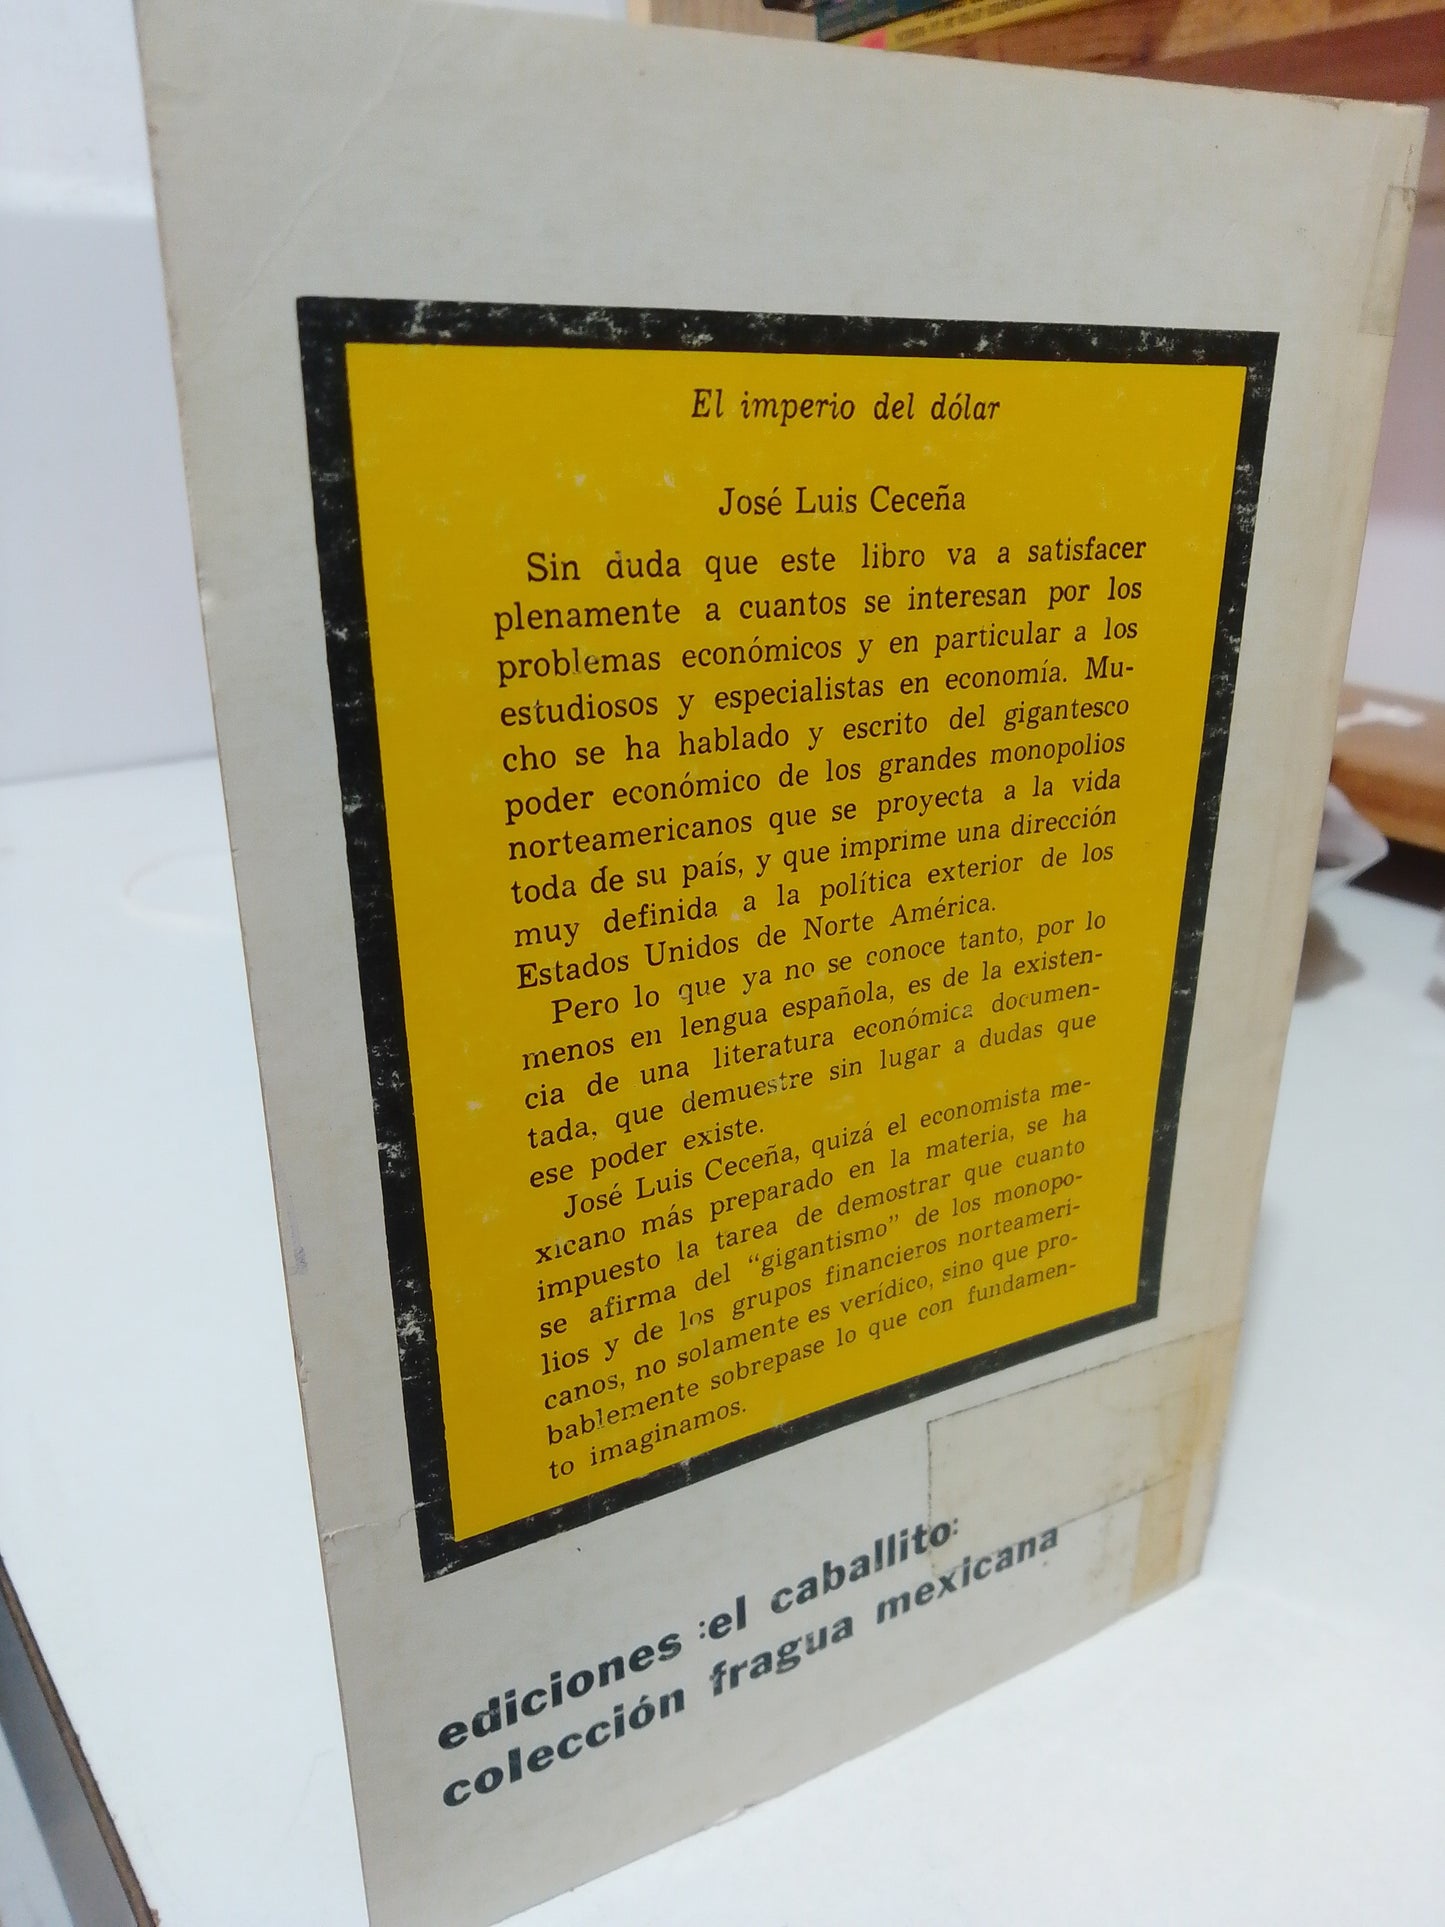 El imperio del dólar
José Luis Ceceña
Sin duda que este libro va a satisfacer
plenamente a cuantos se interesan por los
problemas económicos y en particular a los
estudiosos y especialistas en economía. Mu-
cho se ha hablado y escrito del gigantesco
poder económico de los grandes monopolios
norteamericanos que se proyecta a la vida
toda de su país, y que imprime una dirección
muy definida a la política exterior de los
Estados Unidos de Norte América.
Pero lo que ya no se conoce tanto, por lo
menos en lengua española, es de la existen-
cia de una literatura económica documen-
tada, que demuestre sin lugar a dudas que
ese poder existe.
José Luis Ceceña, quizá el economista me-
xicano más preparado en la materia, se ha
impuesto la tarea de demostrar que cuanto
se afirma del “gigantismo” de los monopo-
lios y de los grupos financieros norteameri-
canos, no solamente es verídico, sino que pro-
bablemente sobrepase lo que con fundamen-
to imaginamos.
ediciones :el caballito:
colección fragua mexicana